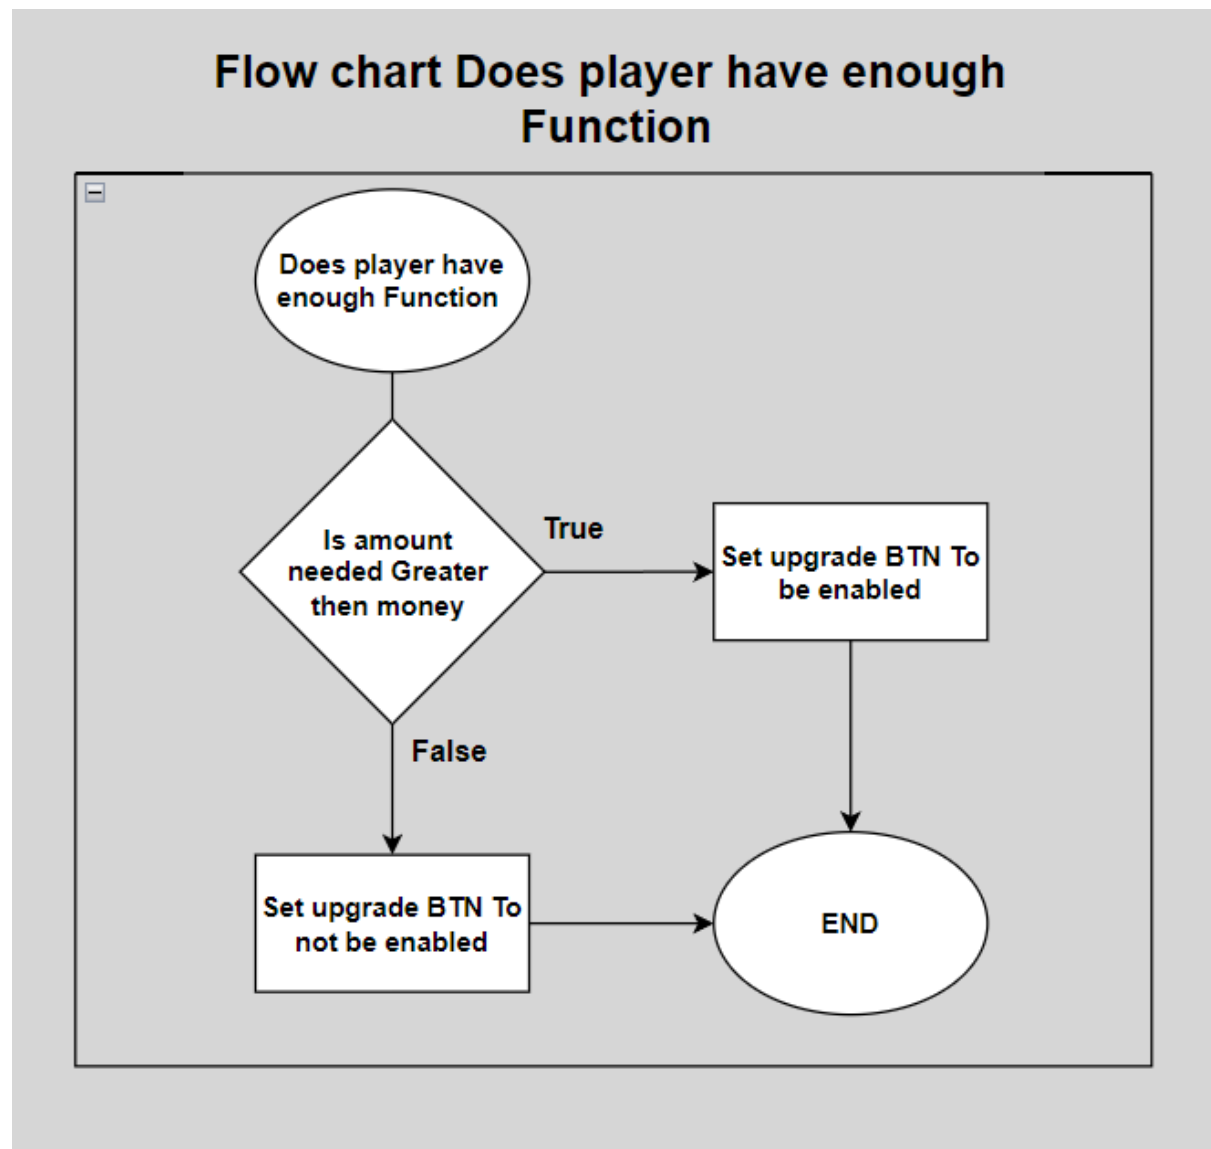 Flow chart Does player have enough
Function
Does player have
enough Function
Is amount
needed Greater
then money
True
Set upgrade BTN To
be enabled
False
Set upgrade BTN To
not be enabled
END